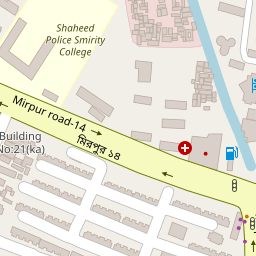 Shaheed
Police Smirity
College
Mirpur road-14
মিরপুর ১৪
Building
No:21(ka)